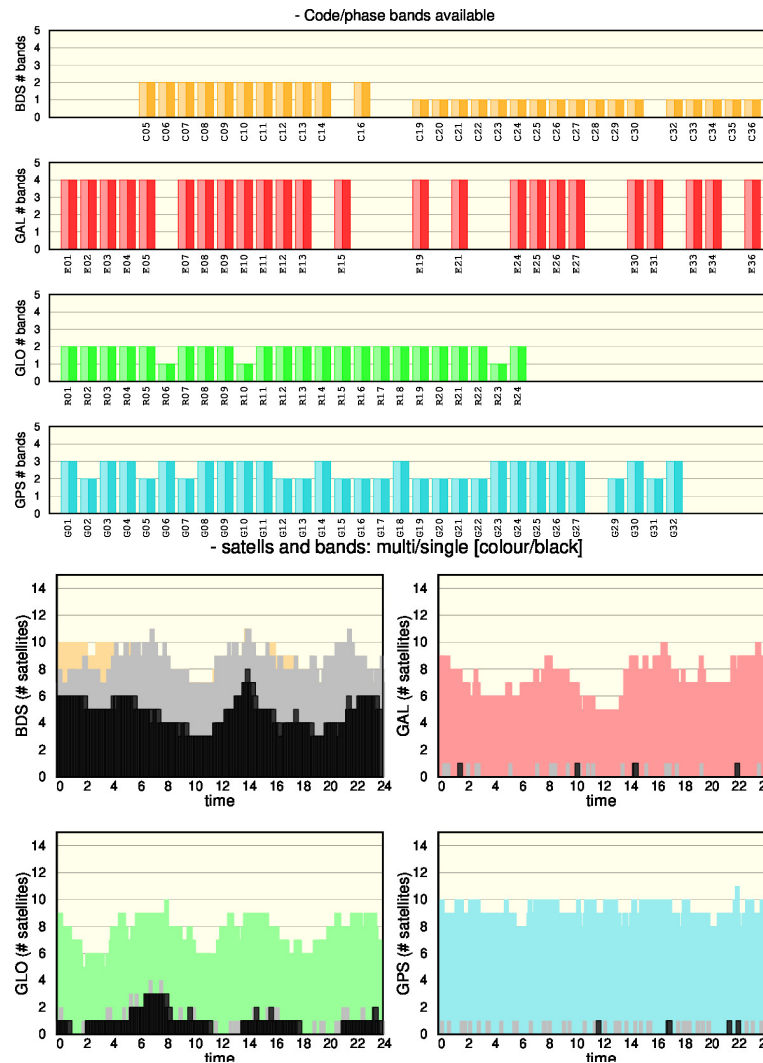 - Code/phase bands available
BDS # bands
5
4
3
2
1
0
C05 C06 C07 C08 C09 C10 C11 C12 C13 C14 C16 C19 C20 C21 C22 C23 C24 C25 C26 C27 C28 C29 C30 C32 C33 C34 C35 C36
GAL # bands
5
4
3
2
1
0
E01 E02 E03 E04 E05 E07 E08 E09 E10 E11 E12 E13 E15 E19 E21 E24 E25 E26 E27 E30 E31 E33 E34 E36
GLO # bands
5
4
3
2
1
0
R01 R02 R03 R04 R05 R06 R07 R08 R09 R10 R11 R12 R13 R14 R15 R16 R17 R18 R19 R20 R21 R22 R23 R24
GPS # bands
5
4
3
2
1
0
G01 G02 G03 G04 G05 G06 G07 G08 G09 G10 G11 G12 G13 G14 G15 G16 G17 G18 G19 G20 G21 G22 G23 G24 G25 G26 G27 G29 G30 G31 G32
- satells and bands: multi/single [colour/black]
BDS (# satellites)
14
12
10
8
6
4
2
0
0 2 4 6 8 10 12 14 16 18 20 22 24
time
GAL (# satellites)
14
12
10
8
6
4
2
0
0 2 4 6 8 10 12 14 16 18 20 22 24
time
GLO (# satellites)
14
12
10
8
6
4
2
0
0 2 4 6 8 10 12 14 16 18 20 22 24
time
GPS (# satellites)
14
12
10
8
6
4
2
0
0 2 4 6 8 10 12 14 16 18 20 22 24
time